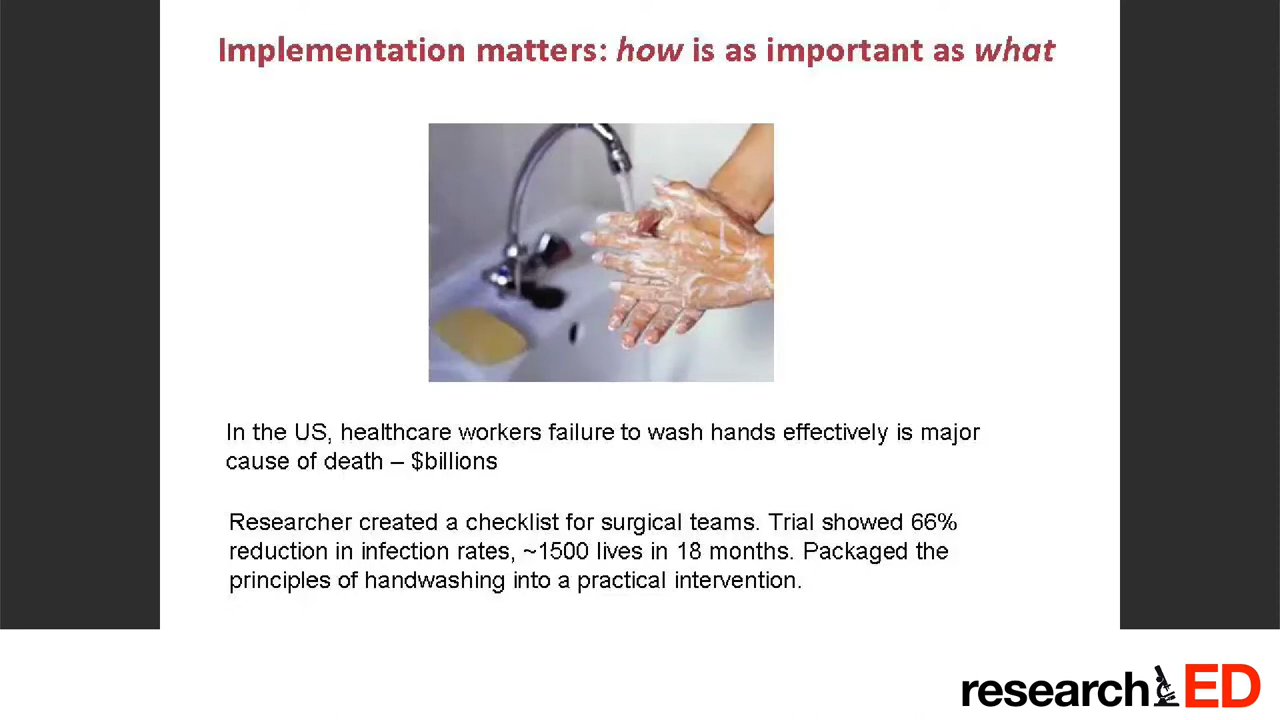 Implementation matters: how is as important as what
In the US, healthcare workers failure to wash hands effectively is major
cause of death – $billions
Researcher created a checklist for surgical teams. Trial showed 66%
reduction in infection rates, ~1500 lives in 18 months. Packaged the
principles of handwashing into a practical intervention.
researchED